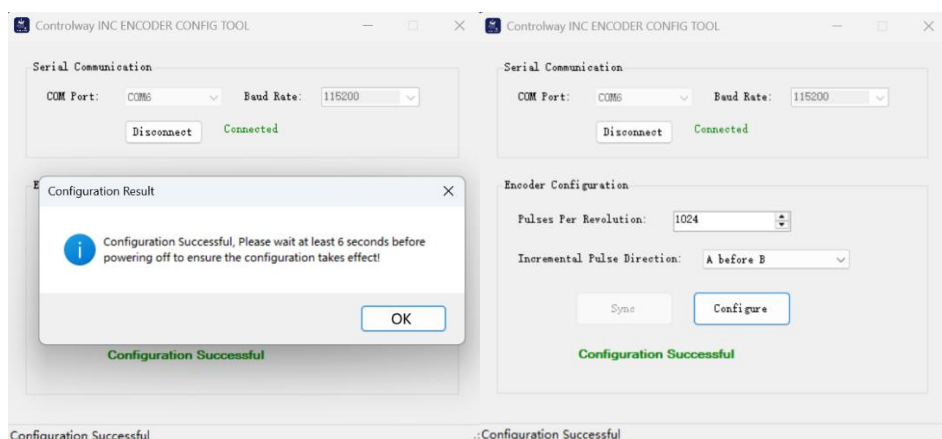 Controlway INC ENCODER CONFIG TOOL
Serial Communication
COM Port: COM6 Baud Rate: 115200
Disconnect Connected
E
Configuration Result
Configuration Successful, Please wait at least 6 seconds before
powering off to ensure the configuration takes effect!
OK
Configuration Successful
Configuration Successful
Controlway INC ENCODER CONFIG TOOL
Serial Communication
COM Port: COM6 Baud Rate: 115200
Disconnect Connected
Encoder Configuration
Pulses Per Revolution: 1024
Incremental Pulse Direction: A before B
Sync Configure
Configuration Successful
.:Configuration Successful